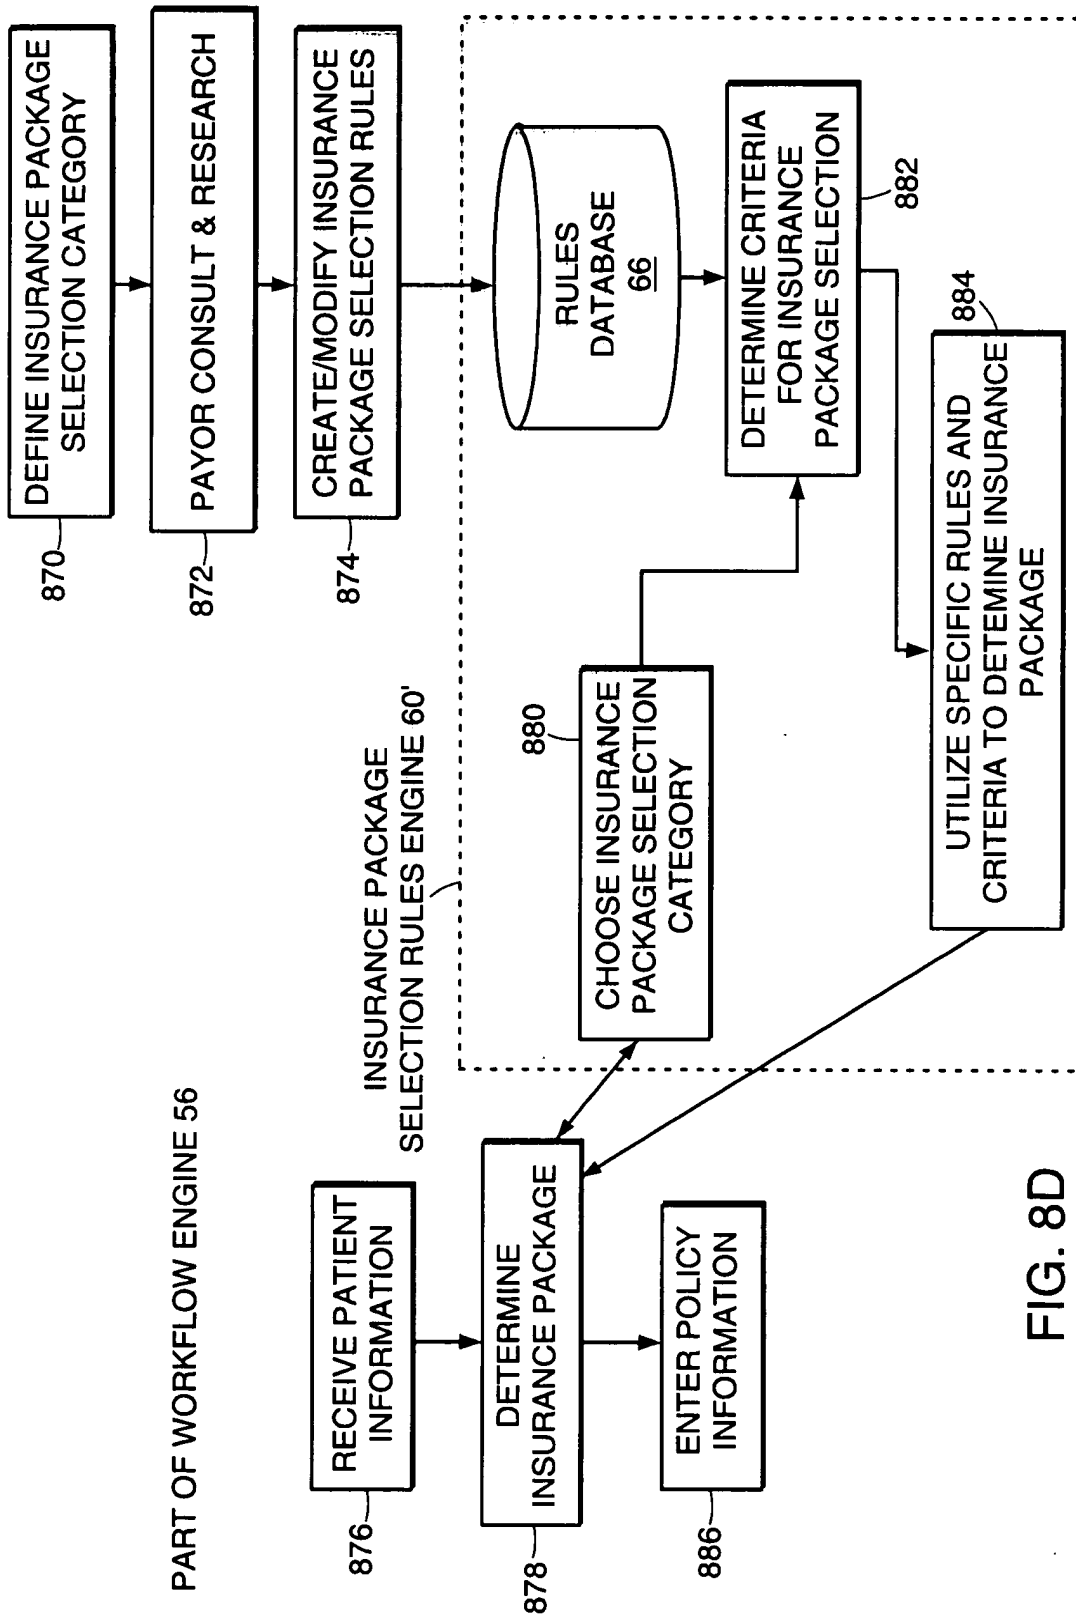 PART OF WORKFLOW ENGINE 56
876
RECEIVE PATIENT
INFORMATION
878
DETERMINE
INSURANCE PACKAGE
886
ENTER POLICY
INFORMATION
INSURANCE PACKAGE
SELECTION RULES ENGINE 60'
870
DEFINE INSURANCE PACKAGE
SELECTION CATEGORY
872
PAYOR CONSULT & RESEARCH
874
CREATE/MODIFY INSURANCE
PACKAGE SELECTION RULES
RULES
DATABASE
66
880
CHOOSE INSURANCE
PACKAGE SELECTION
CATEGORY
DETERMINE CRITERIA
FOR INSURANCE
PACKAGE SELECTION
882
884
UTILIZE SPECIFIC RULES AND
CRITERIA TO DETEMINE INSURANCE
PACKAGE
FIG. 8D